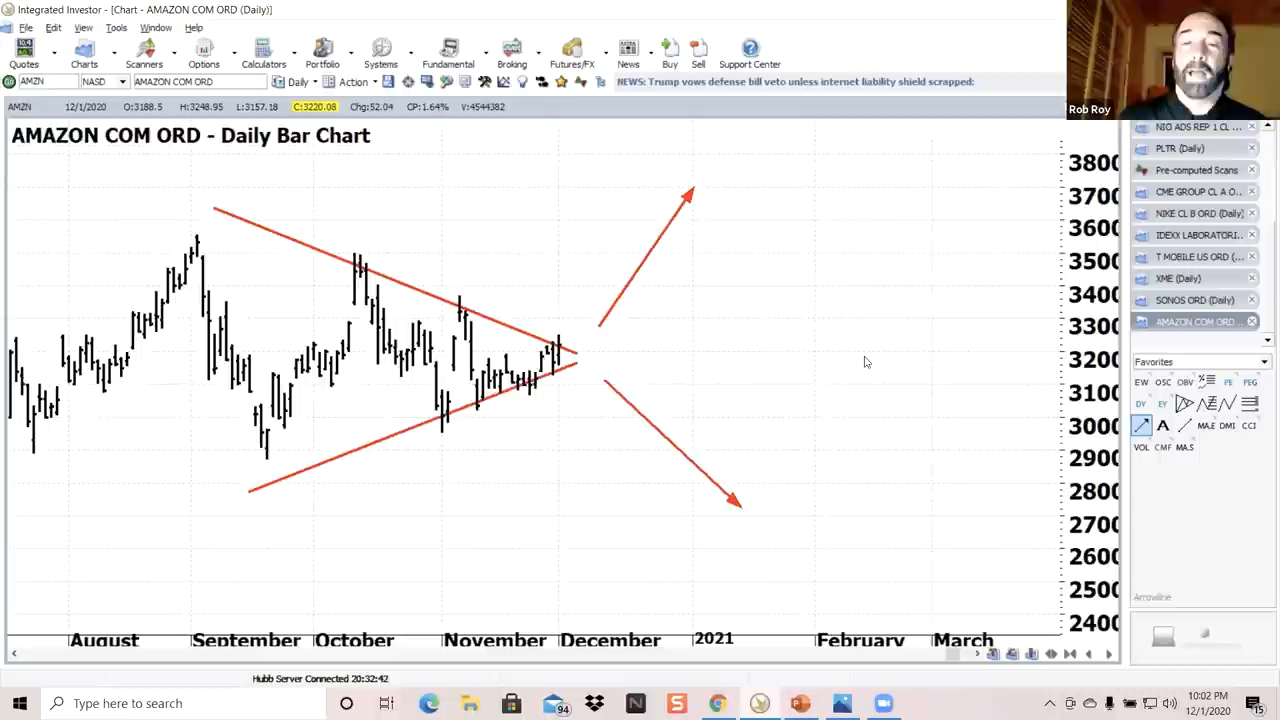 Integrated Investor - [Chart - AMAZON COM ORD (Daily)]
File Edit View Tools Window Help
Quotes Charts Scanners Options Calculators Portfolio Systems Fundamental Broking Futures/FX News Buy Sell Support Center
AMZN NASD AMAZON COM ORD Daily Action NEWS: Trump vows defense bill veto unless internet liability shield scrapped:
AMZN 12/1/2020 O:3188.5 H:3248.95 L:3157.18 C:3220.08 Chg:52.04 CP:1.64% V:4544382
Rob Roy
AMAZON COM ORD - Daily Bar Chart
3800
3700
3600
3500
3400
3300
3200
3100
3000
2900
2800
2700
2600
2500
2400
August September October November December 2021 February March
NIO ADS REP 1 CL ...
PLTR (Daily)
Pre-computed Scans
CME GROUP CL A O...
NIKE CL B ORD (Daily)
IDEXX LABORATORI...
T MOBILE US ORD (...
XME (Daily)
SONOS ORD (Daily)
AMAZON COM ORD ...
Favorites
EW OSC OBV PE PEG
DY EY
A MA.E DMI CCI
VOL CMF MA.S
Arrowline
Hubb Server Connected 20:32:42
Type here to search
94
N
S
10:02 PM
12/1/2020
15